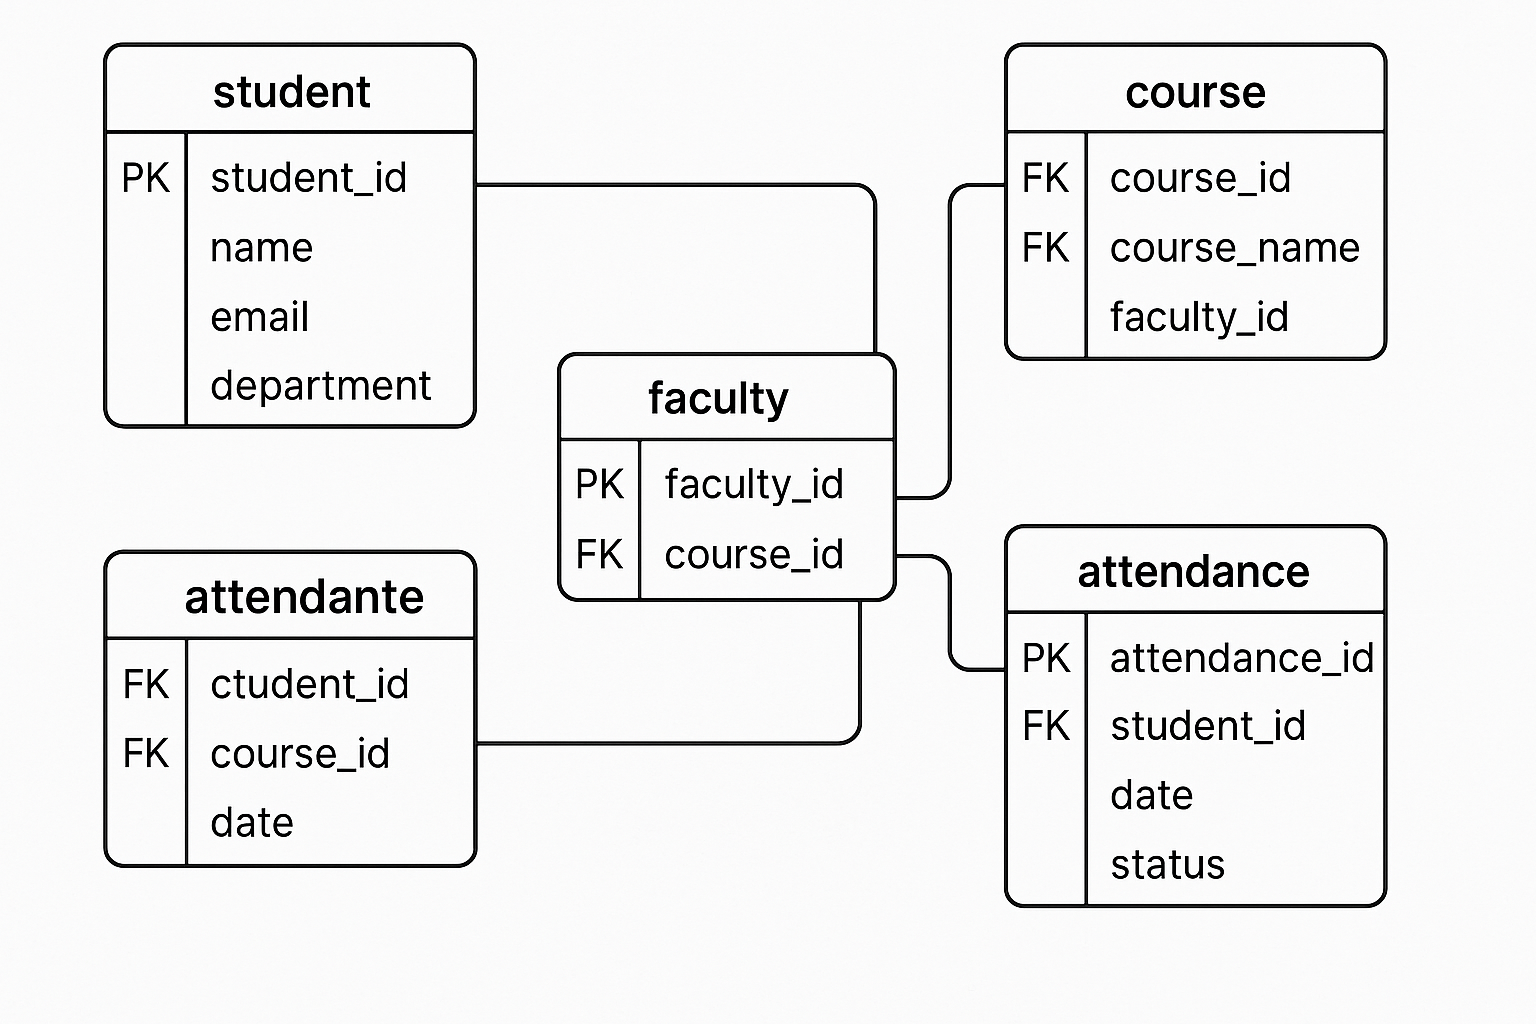 student
PK student_id
name
email
department
course
FK course_id
FK course_name
faculty_id
faculty
PK faculty_id
FK course_id
attendante
FK ctudent_id
FK course_id
date
attendance
PK attendance_id
FK student_id
date
status